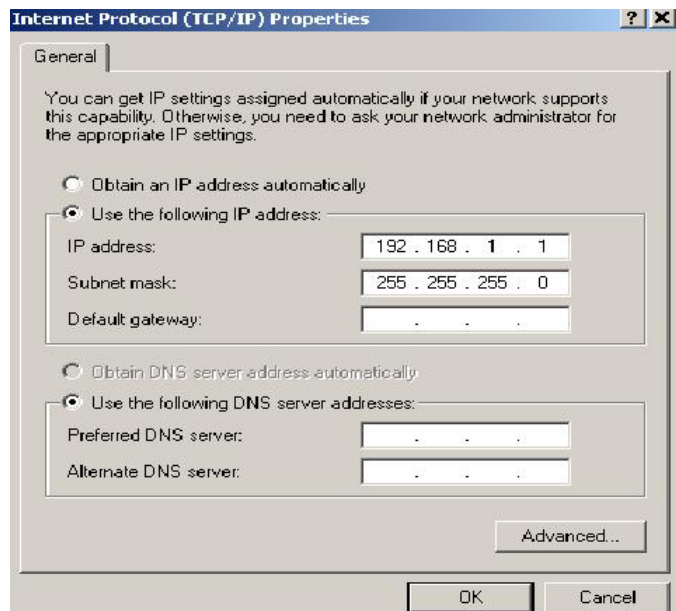 Internet Protocol (TCP/IP) Properties ? X
General
You can get IP settings assigned automatically if your network supports
this capability. Otherwise, you need to ask your network administrator for
the appropriate IP settings.
Obtain an IP address automatically
Use the following IP address:
IP address: 192 . 168 . 1 . 1
Subnet mask: 255 . 255 . 255 . 0
Default gateway: . . .
Obtain DNS server address automatically
Use the following DNS server addresses:
Preferred DNS server: . . .
Alternate DNS server: . . .
Advanced...
OK Cancel